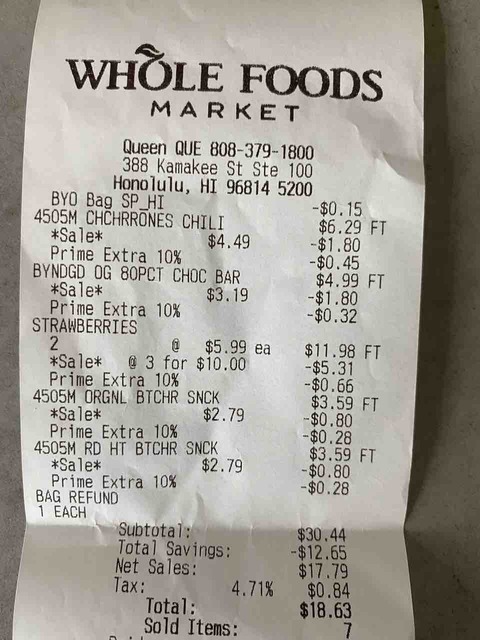 WHOLE FOODS
MARKET
Queen QUE 808-379-1800
388 Kamakee St Ste 100
Honolulu, HI 96814 5200
BYO Bag SP_HI -$0.15
4505M CHCHRRONES CHILI $6.29 FT
*Sale* $4.49 -$1.80
Prime Extra 10% -$0.45
BYNDGD OG 80PCT CHOC BAR $4.99 FT
*Sale* $3.19 -$1.80
Prime Extra 10% -$0.32
STRAWBERRIES
2 @ $5.99 ea $11.98 FT
*Sale* @ 3 for $10.00 -$5.31
Prime Extra 10% -$0.66
4505M ORGNL BTCHR SNCK $3.59 FT
*Sale* $2.79 -$0.80
Prime Extra 10% -$0.28
4505M RD HT BTCHR SNCK $3.59 FT
*Sale* $2.79 -$0.80
Prime Extra 10% -$0.28
BAG REFUND
1 EACH
Subtotal: $30.44
Total Savings: -$12.65
Net Sales: $17.79
Tax: 4.71% $0.84
Total: $18.63
Sold Items: 7